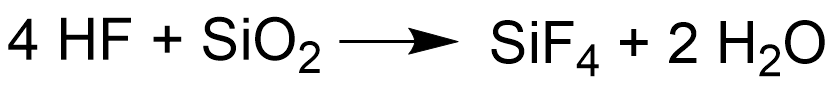 4 HF + SiO₂ ⟶ SiF₄ + 2 H₂O